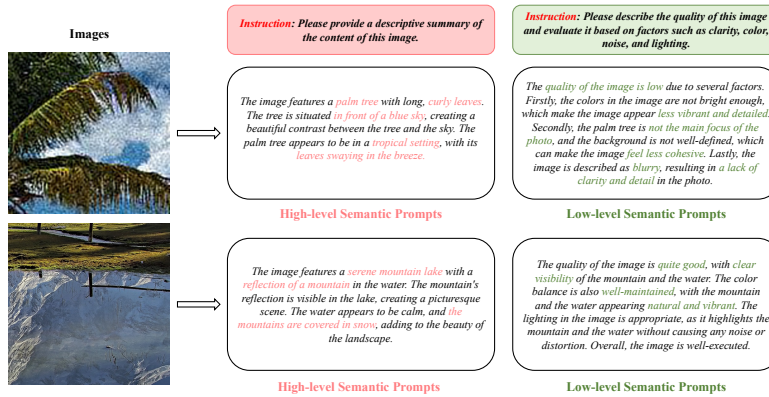 Images
Instruction: Please provide a descriptive summary of
the content of this image.
Instruction: Please describe the quality of this image
and evaluate it based on factors such as clarity, color,
noise, and lighting.
The image features a palm tree with long, curly leaves.
The tree is situated in front of a blue sky, creating a
beautiful contrast between the tree and the sky. The
palm tree appears to be in a tropical setting, with its
leaves swaying in the breeze.
High-level Semantic Prompts
The quality of the image is low due to several factors.
Firstly, the colors in the image are not bright enough,
which make the image appear less vibrant and detailed.
Secondly, the palm tree is not the main focus of the
photo, and the background is not well-defined, which
can make the image feel less cohesive. Lastly, the
image is described as blurry, resulting in a lack of
clarity and detail in the photo.
Low-level Semantic Prompts
The image features a serene mountain lake with a
reflection of a mountain in the water. The mountain's
reflection is visible in the lake, creating a picturesque
scene. The water appears to be calm, and and the
mountains are covered in snow, adding to the beauty of
the landscape.
High-level Semantic Prompts
The quality of the image is quite good, with clear
visibility of the mountain and the water. The color
balance is also well-maintained, with the mountain
and the water appearing natural and vibrant. The
lighting in the image is appropriate, as it highlights the
mountain and the water without causing any noise or
distortion. Overall, the image is well-executed.
Low-level Semantic Prompts